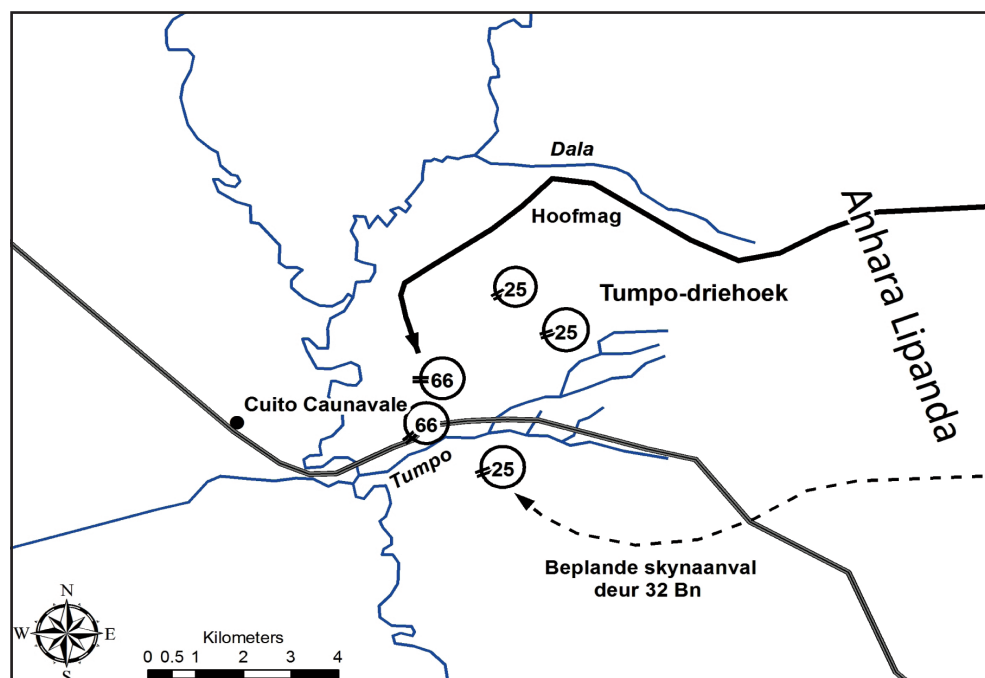 Dala
Hoofmag
Anhara Lipanda
25
Tumpo-driehoek
25
66
Cuito Caunavale
66
Tumpo
25
Beplande skynaanval
deur 32 Bn
N
W
E
S
Kilometers
0 0.5 1 2 3 4